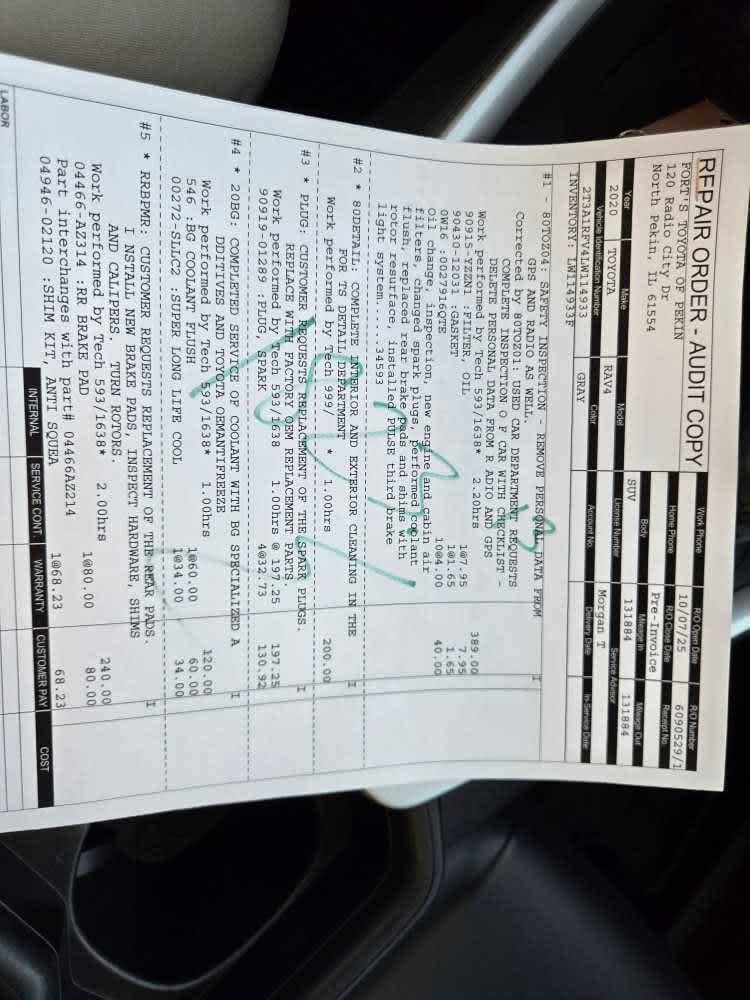 REPAIR ORDER - AUDIT COPY
FORT'S TOYOTA OF PEKIN
120 Radio City Dr
North Pekin, IL 61554
Work Phone
Home Phone
R/O Open Date
10/07/25
R/O Number
6090529/1
R/O Close Date
Pre-Invoice
Receipt No.
Year
2020
Make
TOYOTA
Model
RAV4
Body
SUV
Mileage In
131884
Mileage Out
131884
Vehicle Identification Number
2T3A1RFV4LW114933
Color
GRAY
License Number
Account No.
Service Advisor
Morgan T
Delivery Date
In-Service Date
INVENTORY: LW114933F
#1 - 80TOZ04: SAFETY INSPECTION - REMOVE PERSONAL DATA FROM I
GPS AND RADIO AS WELL.
Corrected by 80TOE01: USED CAR DEPARTMENT REQUESTS
COMPLETE INSPECTION O CAR WITH CHECKLIST -
DELETE PERSONAL DATA FROM R ADIO AND GPS
Work performed by Tech 593/1638* 2.20hrs 389.00
90915-YZZN1 :FILTER, OIL 1@7.95 7.95
90430-12031 :GASKET 1@1.65 1.65
0W16:0027916QTE 10@4.00 40.00
Oil change, inspection, new engine and cabin air
filters, changed spark plugs, performed coolant
flush, replaced rear brake pads and shims with
rotor resurface, installed PULSE third brake
light system..... 34593
#2 * 80DETAIL: COMPLETE INTERIOR AND EXTERIOR CLEANING IN THE I
FOR TS DETAIL DEPARTMENT
Work performed by Tech 999/ * 1.00hrs 200.00
#3 * PLUG: CUSTOMER REQUESTS REPLACEMENT OF THE SPARK PLUGS. I
REPLACE WITH FACTORY OEM REPLACEMENT PARTS.
Work performed by Tech 593/1638 1.00hrs @ 197.25 197.25
90919-01289 :PLUG, SPARK 4@32.73 130.92
#4 * 20BG: COMPLETED SERVICE OF COOLANT WITH BG SPECIALIZED A I
DDITIVES AND TOYOTA OEMANTIFREEZE
Work performed by Tech 593/1638* 1.00hrs 120.00
546 :BG COOLANT FLUSH 1@60.00 60.00
00272-SLLC2 :SUPER LONG LIFE COOL 1@34.00 34.00
#5 * RRBPMR: CUSTOMER REQUESTS REPLACEMENT OF THE REAR PADS. I
I NSTALL NEW BRAKE PADS, INSPECT HARDWARE, SHIMS
AND CALIPERS. TURN ROTORS.
Work performed by Tech 593/1638* 2.00hrs 240.00
04466-AZ314 :RR BRAKE PAD 1@80.00 80.00
Part interchanges with part# 04466AZ214
04946-02120 :SHIM KIT, ANTI SQUEA 1@68.23 68.23
LABOR
INTERNAL
SERVICE CONT.
WARRANTY
CUSTOMER PAY
COST